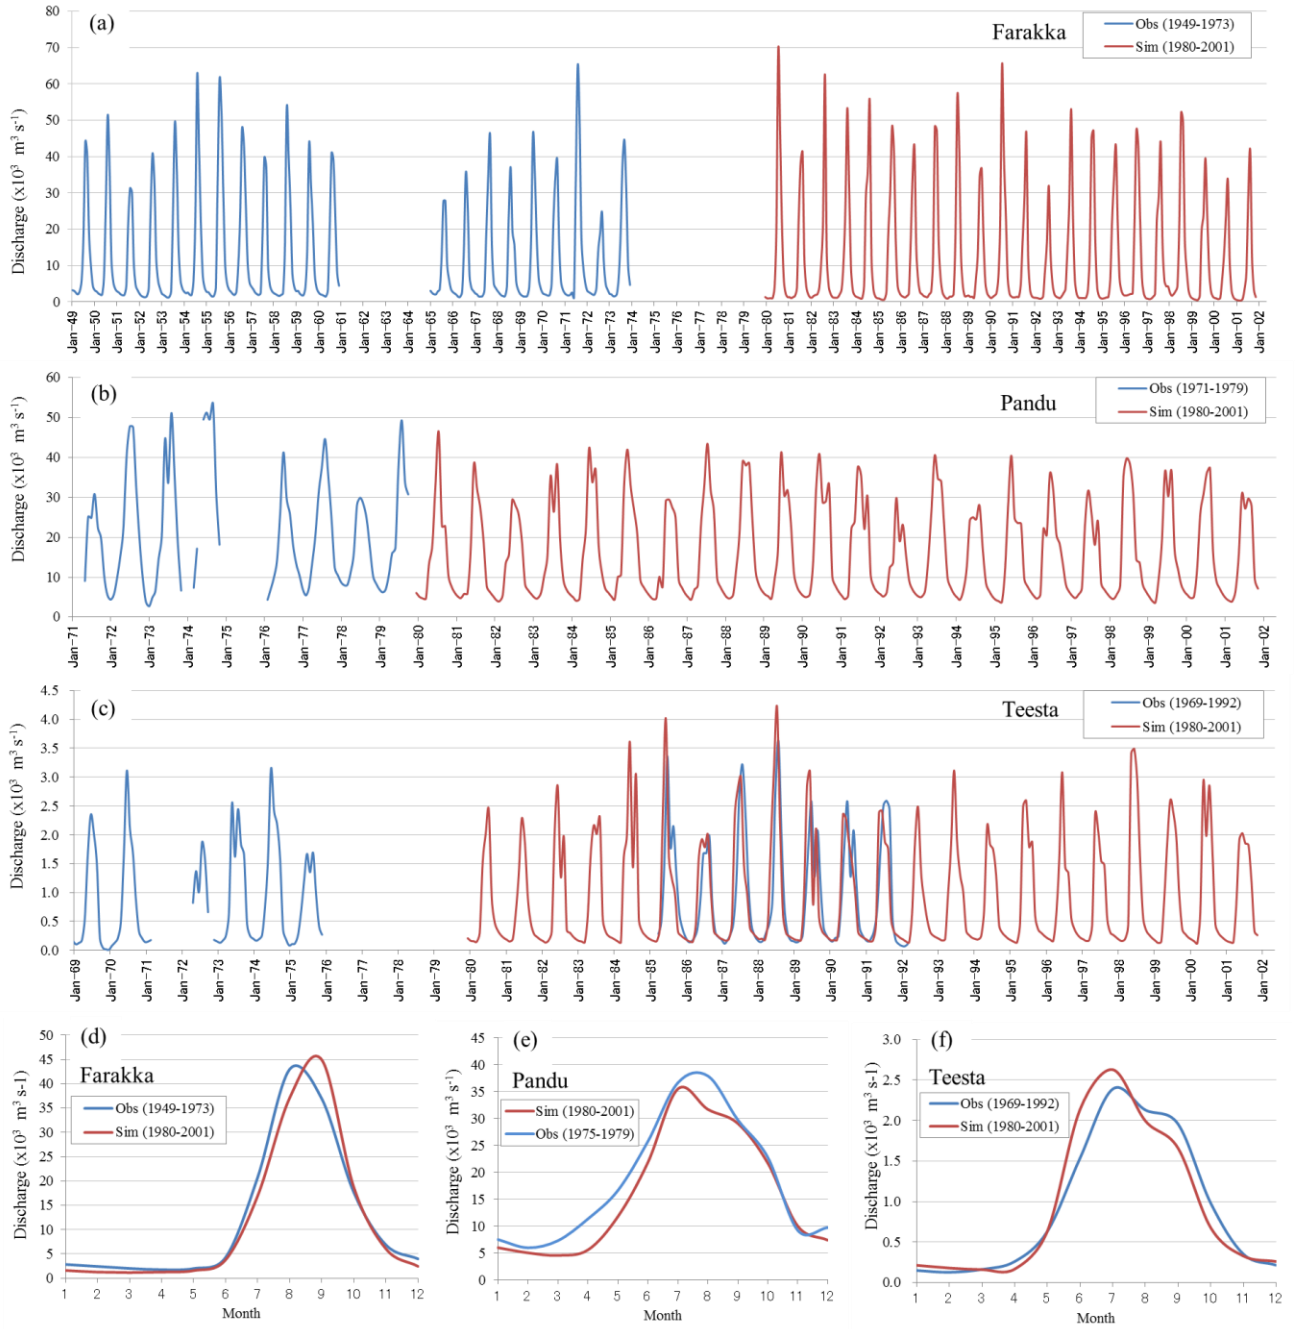 (a)
Farakka
Obs (1949-1973)
Sim (1980-2001)
Discharge (x10³ m³ s⁻¹)
80
70
60
50
40
30
20
10
0
Jan-49 Jan-50 Jan-51 Jan-52 Jan-53 Jan-54 Jan-55 Jan-56 Jan-57 Jan-58 Jan-59 Jan-60 Jan-61 Jan-62 Jan-63 Jan-64 Jan-65 Jan-66 Jan-67 Jan-68 Jan-69 Jan-70 Jan-71 Jan-72 Jan-73 Jan-74 Jan-75 Jan-76 Jan-77 Jan-78 Jan-79 Jan-80 Jan-81 Jan-82 Jan-83 Jan-84 Jan-85 Jan-86 Jan-87 Jan-88 Jan-89 Jan-90 Jan-91 Jan-92 Jan-93 Jan-94 Jan-95 Jan-96 Jan-97 Jan-98 Jan-99 Jan-00 Jan-01 Jan-02
(b)
Pandu
Obs (1971-1979)
Sim (1980-2001)
Discharge (x10³ m³ s⁻¹)
60
50
40
30
20
10
0
Jan-71 Jan-72 Jan-73 Jan-74 Jan-75 Jan-76 Jan-77 Jan-78 Jan-79 Jan-80 Jan-81 Jan-82 Jan-83 Jan-84 Jan-85 Jan-86 Jan-87 Jan-88 Jan-89 Jan-90 Jan-91 Jan-92 Jan-93 Jan-94 Jan-95 Jan-96 Jan-97 Jan-98 Jan-99 Jan-00 Jan-01 Jan-02
(c)
Teesta
Obs (1969-1992)
Sim (1980-2001)
Discharge (x10³ m³ s⁻¹)
4.5
4.0
3.5
3.0
2.5
2.0
1.5
1.0
0.5
0.0
Jan-69 Jan-70 Jan-71 Jan-72 Jan-73 Jan-74 Jan-75 Jan-76 Jan-77 Jan-78 Jan-79 Jan-80 Jan-81 Jan-82 Jan-83 Jan-84 Jan-85 Jan-86 Jan-87 Jan-88 Jan-89 Jan-90 Jan-91 Jan-92 Jan-93 Jan-94 Jan-95 Jan-96 Jan-97 Jan-98 Jan-99 Jan-00 Jan-01 Jan-02
(d)
Farakka
Obs (1949-1973)
Sim (1980-2001)
Discharge (x10³ m³ s-1)
50
45
40
35
30
25
20
15
10
5
0
1 2 3 4 5 6 7 8 9 10 11 12
Month
(e)
Pandu
Sim (1980-2001)
Obs (1975-1979)
Discharge (x10³ m³ s⁻¹)
45
40
35
30
25
20
15
10
5
0
1 2 3 4 5 6 7 8 9 10 11 12
Month
(f)
Teesta
Obs (1969-1992)
Sim (1980-2001)
Discharge (x10³ m³ s-1)
3.0
2.5
2.0
1.5
1.0
0.5
0.0
1 2 3 4 5 6 7 8 9 10 11 12
Month